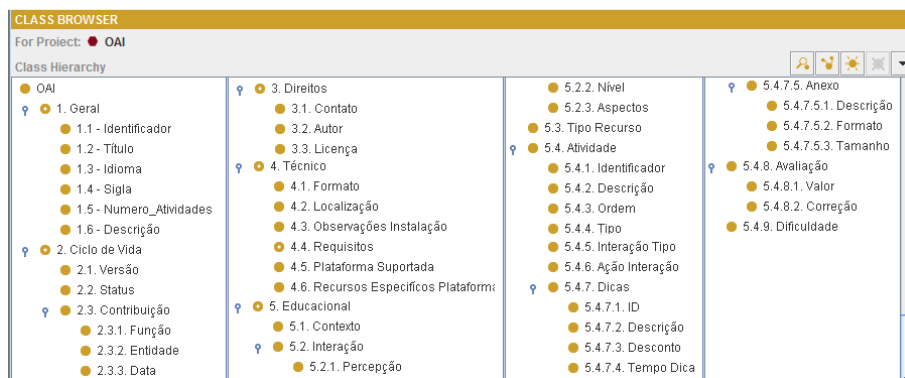 CLASS BROWSER
For Project: OAI
Class Hierarchy
OAI
1. Geral
1.1 - Identificador
1.2 - Título
1.3 - Idioma
1.4 - Sigla
1.5 - Numero_Atividades
1.6 - Descrição
2. Ciclo de Vida
2.1. Versão
2.2. Status
2.3. Contribuição
2.3.1. Função
2.3.2. Entidade
2.3.3. Data
3. Direitos
3.1. Contato
3.2. Autor
3.3. Licença
4. Técnico
4.1. Formato
4.2. Localização
4.3. Observações Instalação
4.4. Requisitos
4.5. Plataforma Suportada
4.6. Recursos Especifícos Plataforma
5. Educacional
5.1. Contexto
5.2. Interação
5.2.1. Percepção
5.2.2. Nível
5.2.3. Aspectos
5.3. Tipo Recurso
5.4. Atividade
5.4.1. Identificador
5.4.2. Descrição
5.4.3. Ordem
5.4.4. Tipo
5.4.5. Interação Tipo
5.4.6. Ação Interação
5.4.7. Dicas
5.4.7.1. ID
5.4.7.2. Descrição
5.4.7.3. Desconto
5.4.7.4. Tempo Dica
5.4.7.5. Anexo
5.4.7.5.1. Descrição
5.4.7.5.2. Formato
5.4.7.5.3. Tamanho
5.4.8. Avaliação
5.4.8.1. Valor
5.4.8.2. Correção
5.4.9. Dificuldade